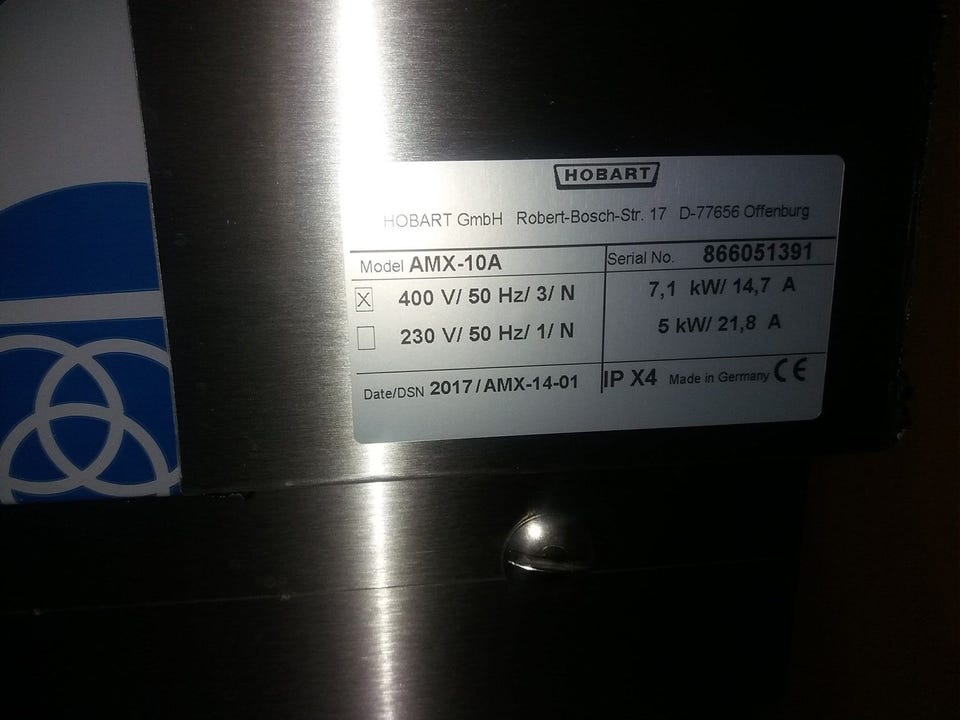 HOBART
HOBART GmbH Robert-Bosch-Str. 17 D-77656 Offenburg
Model AMX-10A Serial No. 866051391
X 400 V/ 50 Hz/ 3/ N 7,1 kW/ 14,7 A
230 V/ 50 Hz/ 1/ N 5 kW/ 21,8 A
Date/DSN 2017/AMX-14-01 IP X4 Made in Germany CE